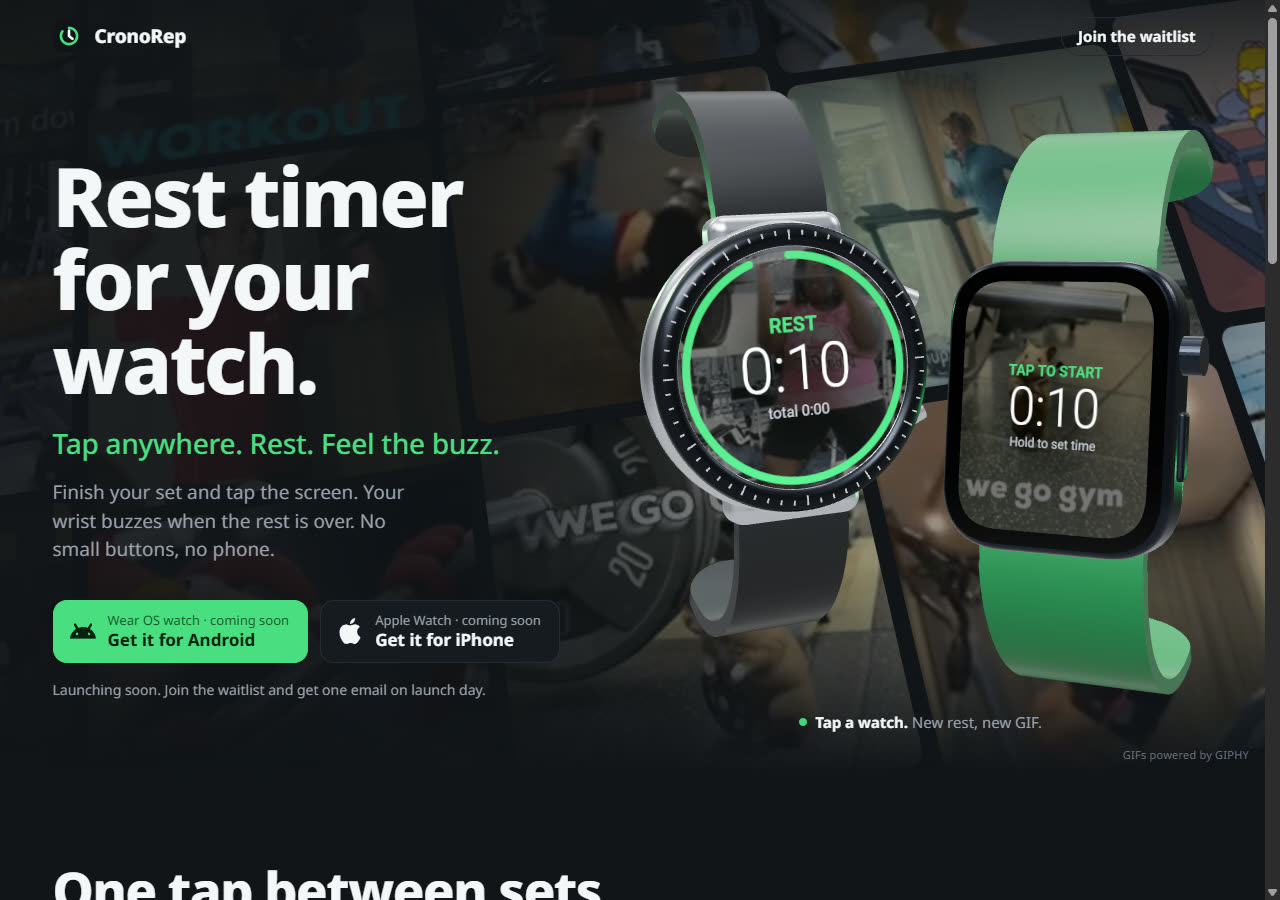 CronoRep
Join the waitlist
WORKOUT
Rest timer
for your
watch.
Tap anywhere. Rest. Feel the buzz.
Finish your set and tap the screen. Your
wrist buzzes when the rest is over. No
small buttons, no phone.
Wear OS watch · coming soon
Get it for Android
Apple Watch · coming soon
Get it for iPhone
Launching soon. Join the waitlist and get one email on launch day.
WE GO
20
REST
0:10
total 0:00
TAP TO START
0:10
Hold to set time
we go gym
Tap a watch. New rest, new GIF.
GIFs powered by GIPHY
One tap between sets